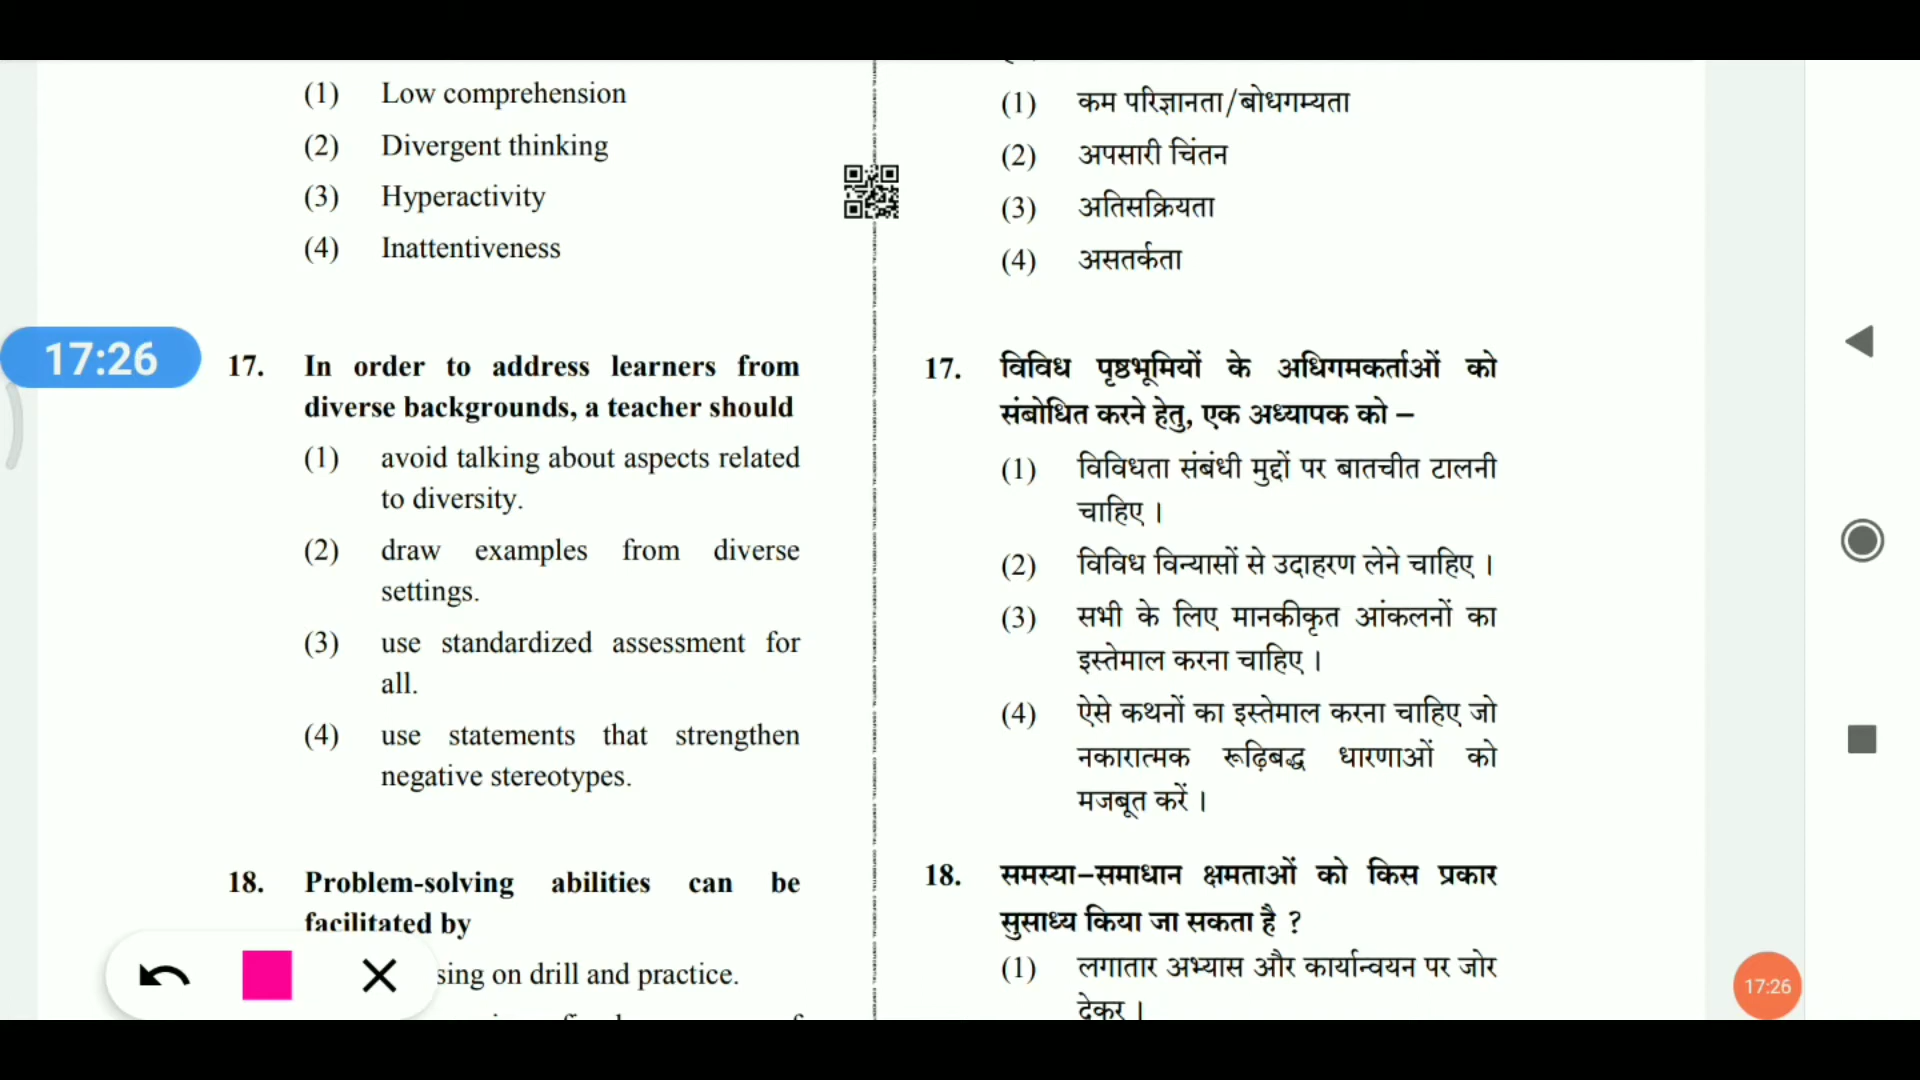 (1) Low comprehension
(2) Divergent thinking
(3) Hyperactivity
(4) Inattentiveness
17:26
17. In order to address learners from
diverse backgrounds, a teacher should
(1) avoid talking about aspects related
to diversity.
(2) draw examples from diverse
settings.
(3) use standardized assessment for
all.
(4) use statements that strengthen
negative stereotypes.
18. Problem-solving abilities can be
facilitated by
sing on drill and practice.
(1) कम परिज्ञानता/बोधगम्यता
(2) अपसारी चिंतन
(3) अतिसक्रियता
(4) असतर्कता
17. विविध पृष्ठभूमियों के अधिगमकर्ताओं को
संबोधित करने हेतु, एक अध्यापक को –
(1) विविधता संबंधी मुद्दों पर बातचीत टालनी
चाहिए ।
(2) विविध विन्यासों से उदाहरण लेने चाहिए ।
(3) सभी के लिए मानकीकृत आंकलनों का
इस्तेमाल करना चाहिए ।
(4) ऐसे कथनों का इस्तेमाल करना चाहिए जो
नकारात्मक रूढ़िबद्ध धारणाओं को
मजबूत करें ।
18. समस्या–समाधान क्षमताओं को किस प्रकार
सुसाध्य किया जा सकता है ?
(1) लगातार अभ्यास और कार्यान्वयन पर जोर
देकर ।
17:26